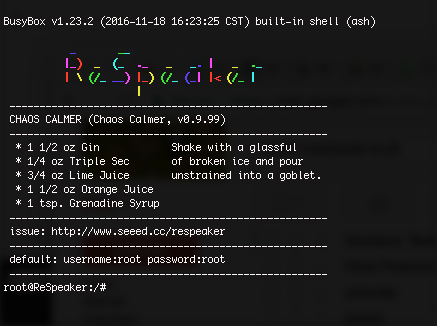 BusyBox v1.23.2 (2016-11-18 16:23:25 CST) built-in shell (ash)
ReSpeaker
CHAOS CALMER (Chaos Calmer, v0.9.99)
* 1 1/2 oz Gin Shake with a glassful
* 1/4 oz Triple Sec of broken ice and pour
* 3/4 oz Lime Juice unstrained into a goblet.
* 1 1/2 oz Orange Juice
* 1 tsp. Grenadine Syrup
issue: http://www.seeed.cc/respeaker
default: username:root password:root
root@ReSpeaker:/#